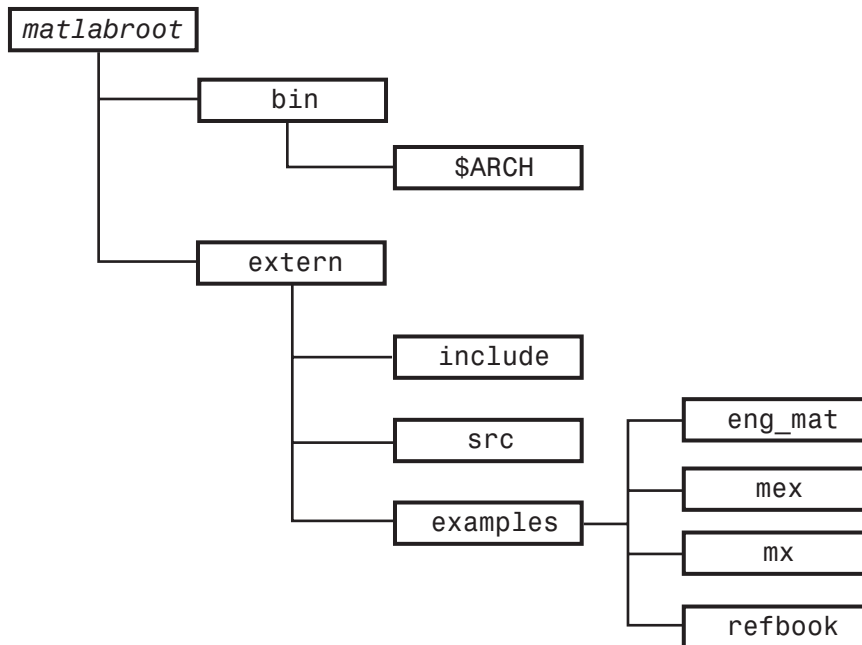 matlabroot
bin
$ARCH
extern
include
src
examples
eng_mat
mex
mx
refbook